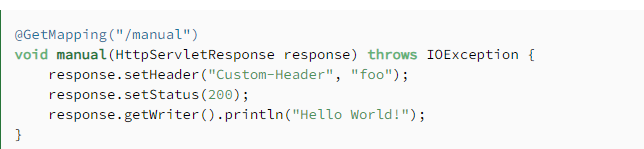 @GetMapping("/manual")
void manual(HttpServletResponse response) throws IOException {
    response.setHeader("Custom-Header", "foo");
    response.setStatus(200);
    response.getWriter().println("Hello World!");
}